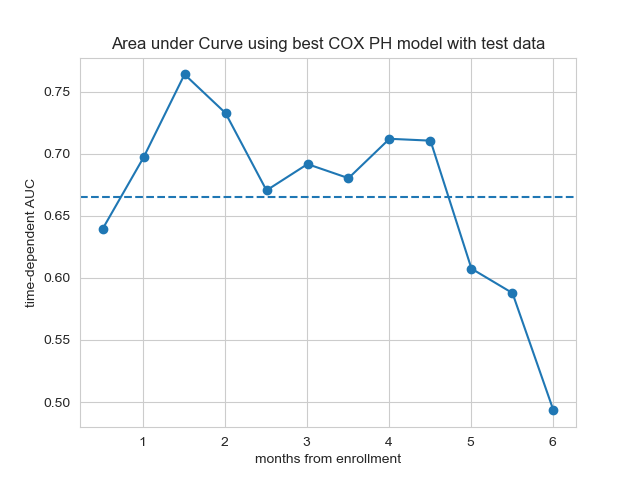 Area under Curve using best COX PH model with test data
time-dependent AUC
0.75
0.70
0.65
0.60
0.55
0.50
1 2 3 4 5 6
months from enrollment